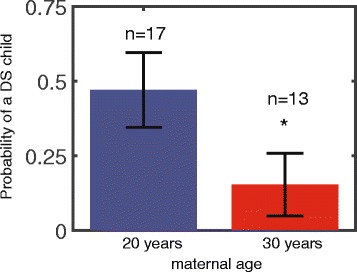 Probability of a DS child
0.75
0.5
0.25
0
n=17
n=13
*
20 years
30 years
maternal age